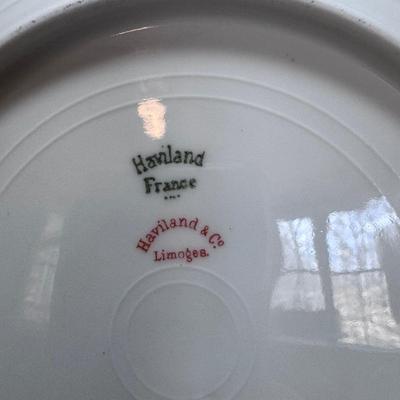 Haviland
France
Haviland & Co.
Limoges.